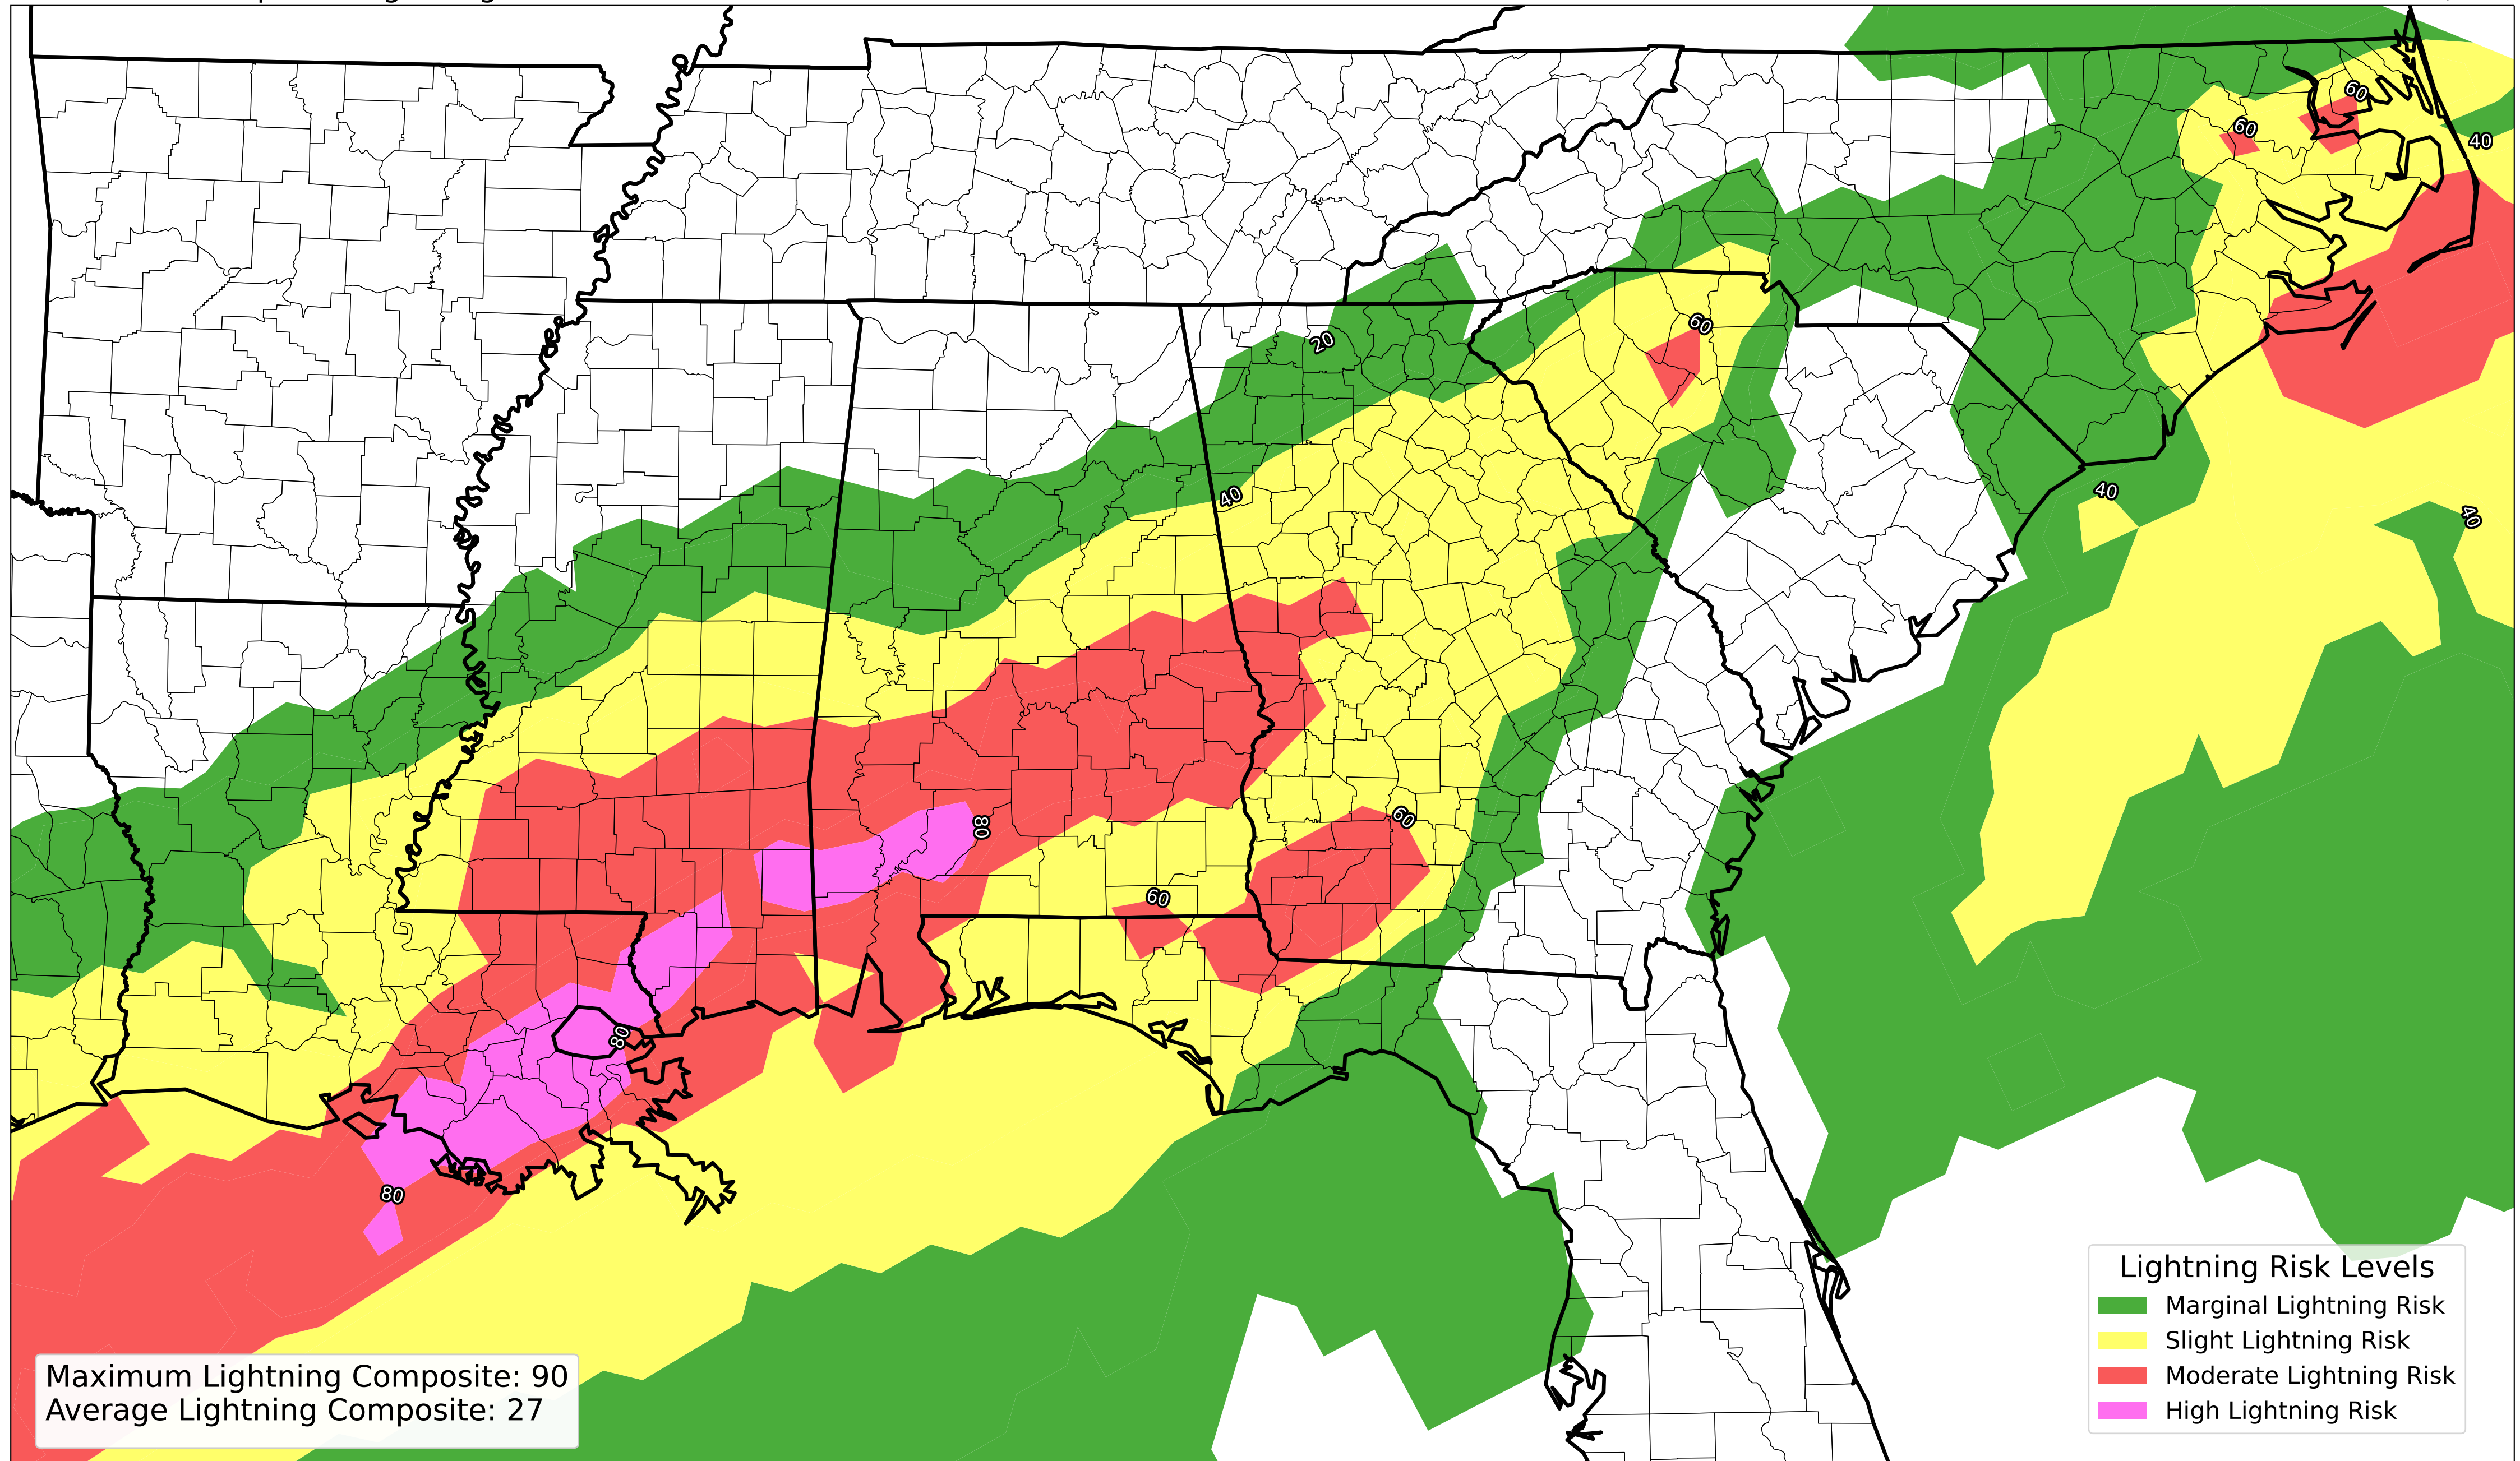 60
60
40
60
20
40
40
40
60
80
60
80
80
Lightning Risk Levels
Marginal Lightning Risk
Slight Lightning Risk
Moderate Lightning Risk
High Lightning Risk
Maximum Lightning Composite: 90
Average Lightning Composite: 27